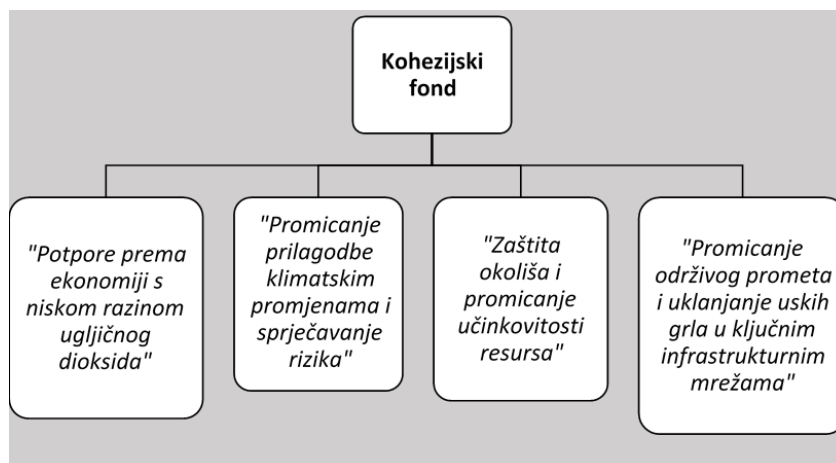 Kohezijski
fond
"Potpore prema
ekonomiji s
niskom razinom
ugljičnog
dioksida"
"Promicanje
prilagodbe
klimatskim
promjenama i
sprječavanje
rizika"
"Zaštita
okoliša i
promicanje
učinkovitosti
resursa"
"Promicanje
održivog prometa
i uklanjanje uskih
grla u ključnim
infrastrukturnim
mrežama"